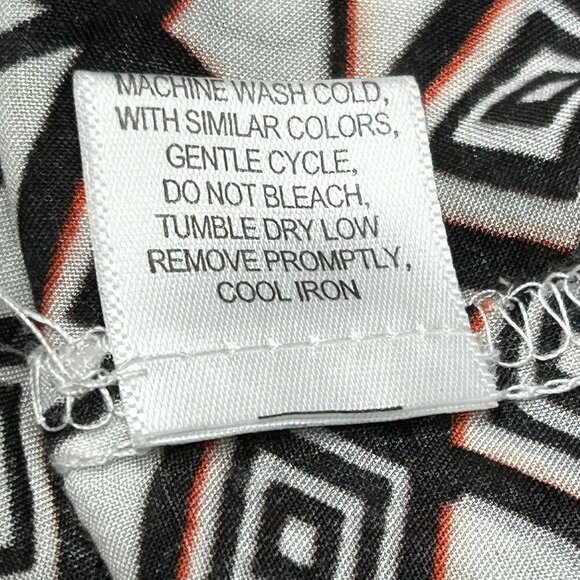 MACHINE WASH COLD,
WITH SIMILAR COLORS,
GENTLE CYCLE,
DO NOT BLEACH,
TUMBLE DRY LOW
REMOVE PROMPTLY,
COOL IRON